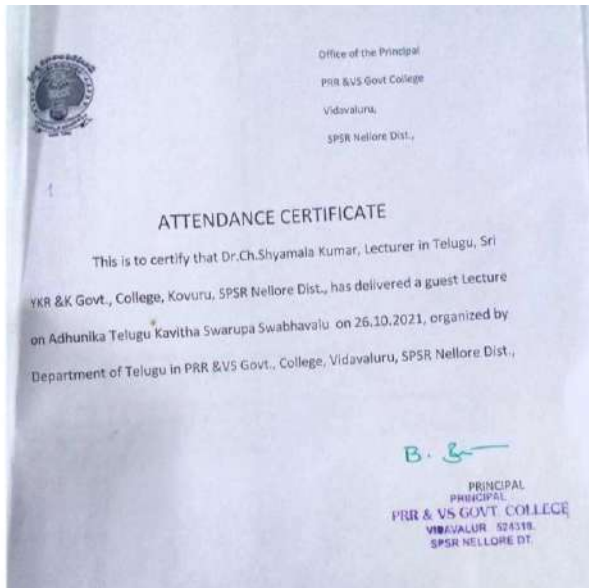 Office of the Principal
PRR &VS Govt College
Vidavaluru,
SPSR Nellore Dist.,
ATTENDANCE CERTIFICATE
This is to certify that Dr.Ch.Shyamala Kumar, Lecturer in Telugu, Sri
YKR &K Govt., College, Kovuru, SPSR Nellore Dist., has delivered a guest Lecture
on Adhunika Telugu Kavitha Swarupa Swabhavalu on 26.10.2021, organized by
Department of Telugu in PRR &VS Govt., College, Vidavaluru, SPSR Nellore Dist.,
B.
PRINCIPAL
PRINCIPAL
PRR & VS GOVT. COLLEGE
VIDAVALUR 524318.
SPSR NELLORE DT.